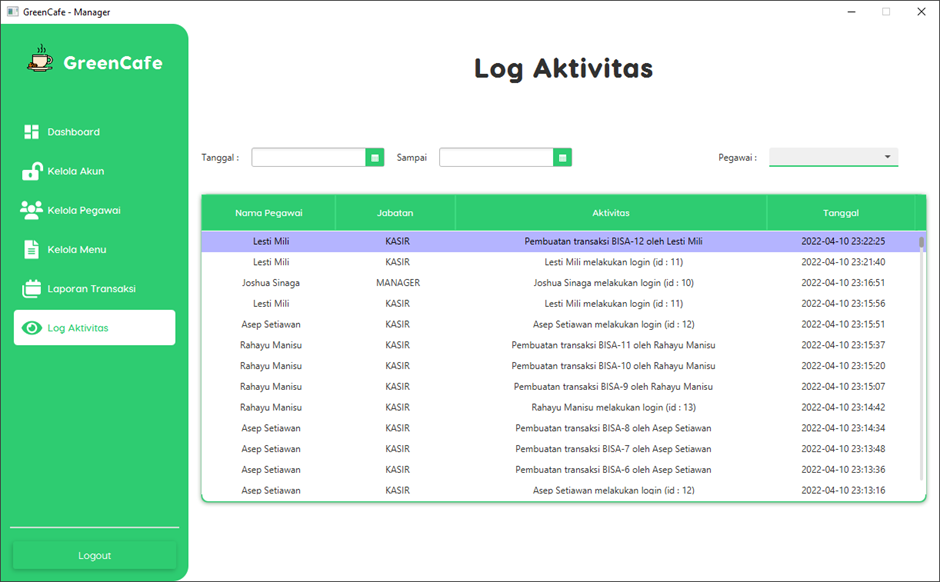 GreenCafe - Manager
GreenCafe
Dashboard
Kelola Akun
Kelola Pegawai
Kelola Menu
Laporan Transaksi
Log Aktivitas
Logout
Log Aktivitas
Tanggal : Sampai Pegawai :
Nama Pegawai Jabatan Aktivitas Tanggal
Lesti Mili KASIR Pembuatan transaksi BISA-12 oleh Lesti Mili 2022-04-10 23:22:25
Lesti Mili KASIR Lesti Mili melakukan login (id : 11) 2022-04-10 23:21:40
Joshua Sinaga MANAGER Joshua Sinaga melakukan login (id : 10) 2022-04-10 23:16:51
Lesti Mili KASIR Lesti Mili melakukan login (id : 11) 2022-04-10 23:15:56
Asep Setiawan KASIR Asep Setiawan melakukan login (id : 12) 2022-04-10 23:15:51
Rahayu Manisu KASIR Pembuatan transaksi BISA-11 oleh Rahayu Manisu 2022-04-10 23:15:37
Rahayu Manisu KASIR Pembuatan transaksi BISA-10 oleh Rahayu Manisu 2022-04-10 23:15:20
Rahayu Manisu KASIR Pembuatan transaksi BISA-9 oleh Rahayu Manisu 2022-04-10 23:15:07
Rahayu Manisu KASIR Rahayu Manisu melakukan login (id : 13) 2022-04-10 23:14:42
Asep Setiawan KASIR Pembuatan transaksi BISA-8 oleh Asep Setiawan 2022-04-10 23:14:34
Asep Setiawan KASIR Pembuatan transaksi BISA-7 oleh Asep Setiawan 2022-04-10 23:13:48
Asep Setiawan KASIR Pembuatan transaksi BISA-6 oleh Asep Setiawan 2022-04-10 23:13:36
Asep Setiawan KASIR Asep Setiawan melakukan login (id : 12) 2022-04-10 23:13:16